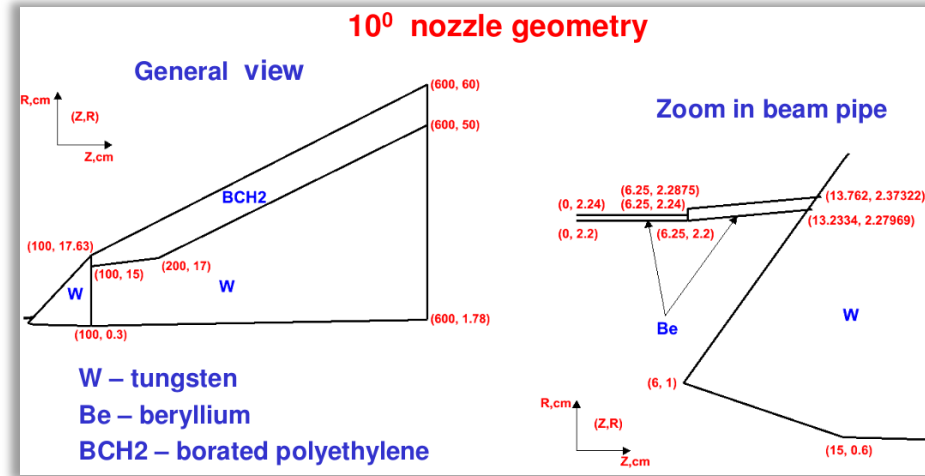 10⁰ nozzle geometry
General view
R,cm
(Z,R)
Z,cm
(600, 60)
(600, 50)
BCH2
(100, 17.63)
(100, 15)
(200, 17)
W
W
(100, 0.3)
(600, 1.78)
W – tungsten
Be – beryllium
BCH2 – borated polyethylene
Zoom in beam pipe
(6.25, 2.2875)
(0, 2.24)
(6.25, 2.24)
(13.762, 2.37322)
(13.2334, 2.27969)
(0, 2.2)
(6.25, 2.2)
Be
W
(6, 1)
R,cm
(Z,R)
Z,cm
(15, 0.6)